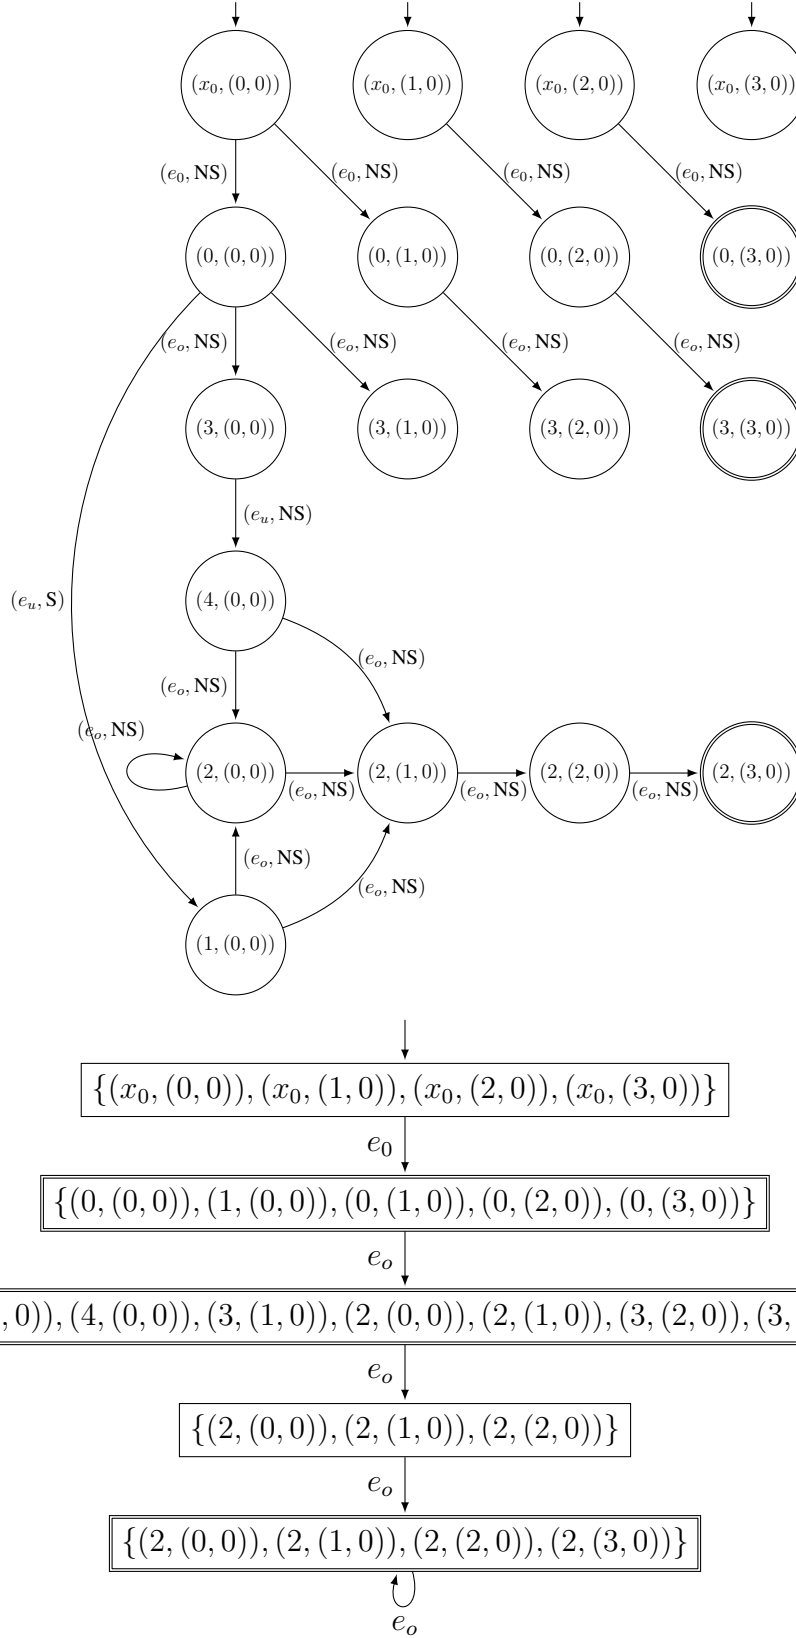 (x₀, (0, 0)) (x₀, (1, 0)) (x₀, (2, 0)) (x₀, (3, 0))
(e₀, NS) (e₀, NS) (e₀, NS) (e₀, NS)
(0, (0, 0)) (0, (1, 0)) (0, (2, 0)) (0, (3, 0))
(eₒ, NS) (eₒ, NS) (eₒ, NS) (eₒ, NS)
(3, (0, 0)) (3, (1, 0)) (3, (2, 0)) (3, (3, 0))
(eᵤ, NS)
(eᵤ, S) (4, (0, 0))
(eₒ, NS) (eₒ, NS)
(eₒ, NS)
(2, (0, 0)) (2, (1, 0)) (2, (2, 0)) (2, (3, 0))
(eₒ, NS) (eₒ, NS) (eₒ, NS)
(eₒ, NS) (eₒ, NS)
(1, (0, 0))
{(x₀, (0, 0)), (x₀, (1, 0)), (x₀, (2, 0)), (x₀, (3, 0))}
e₀
{(0, (0, 0)), (1, (0, 0)), (0, (1, 0)), (0, (2, 0)), (0, (3, 0))}
eₒ
, 0)), (4, (0, 0)), (3, (1, 0)), (2, (0, 0)), (2, (1, 0)), (3, (2, 0)), (3,
eₒ
{(2, (0, 0)), (2, (1, 0)), (2, (2, 0))}
eₒ
{(2, (0, 0)), (2, (1, 0)), (2, (2, 0)), (2, (3, 0))}
eₒ